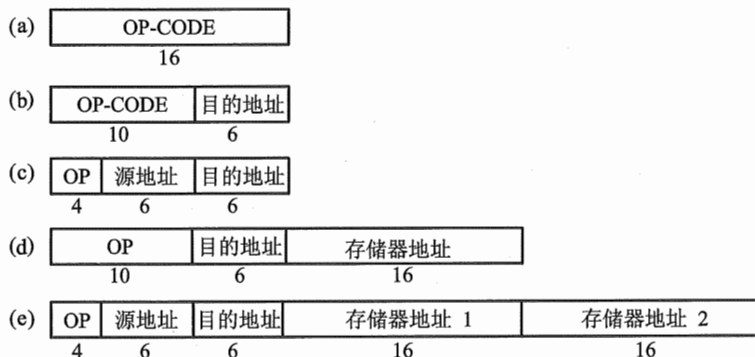 (a) OP-CODE
16
(b) OP-CODE 目的地址
10 6
(c) OP 源地址 目的地址
4 6 6
(d) OP 目的地址 存储器地址
10 6 16
(e) OP 源地址 目的地址 存储器地址 1 存储器地址 2
4 6 6 16 16